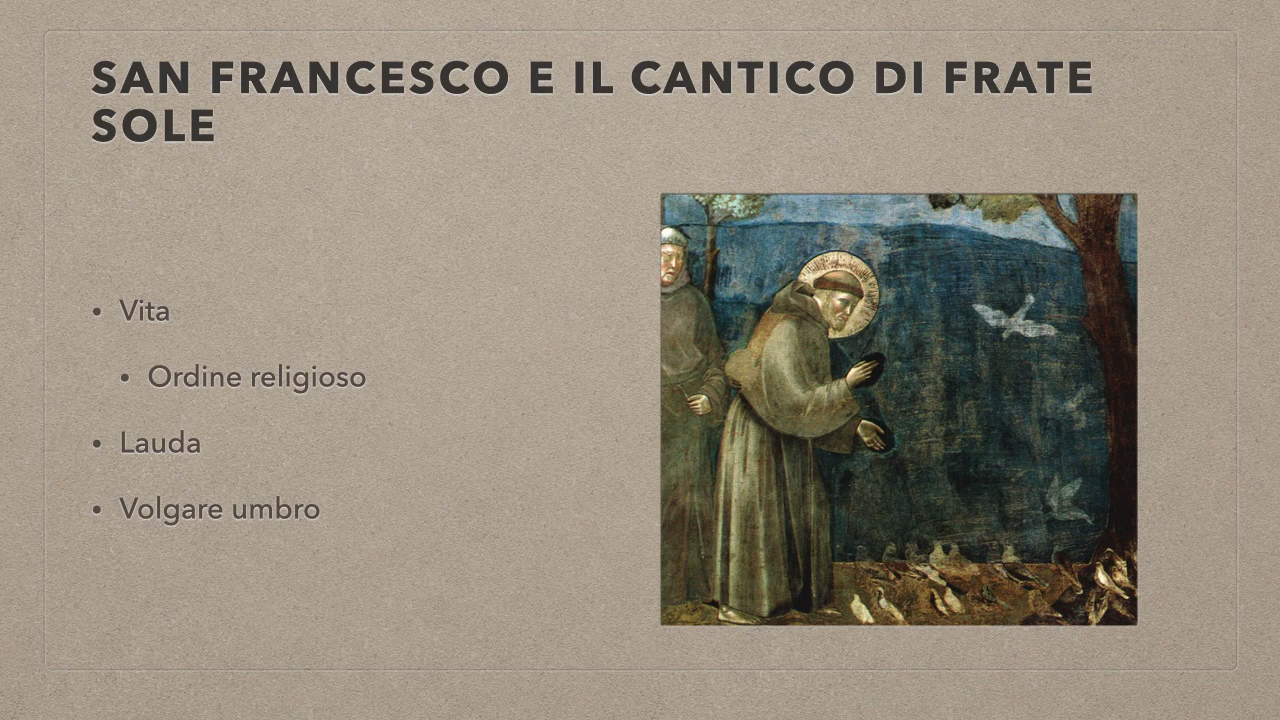 SAN FRANCESCO E IL CANTICO DI FRATE
SOLE
• Vita
• Ordine religioso
• Lauda
• Volgare umbro